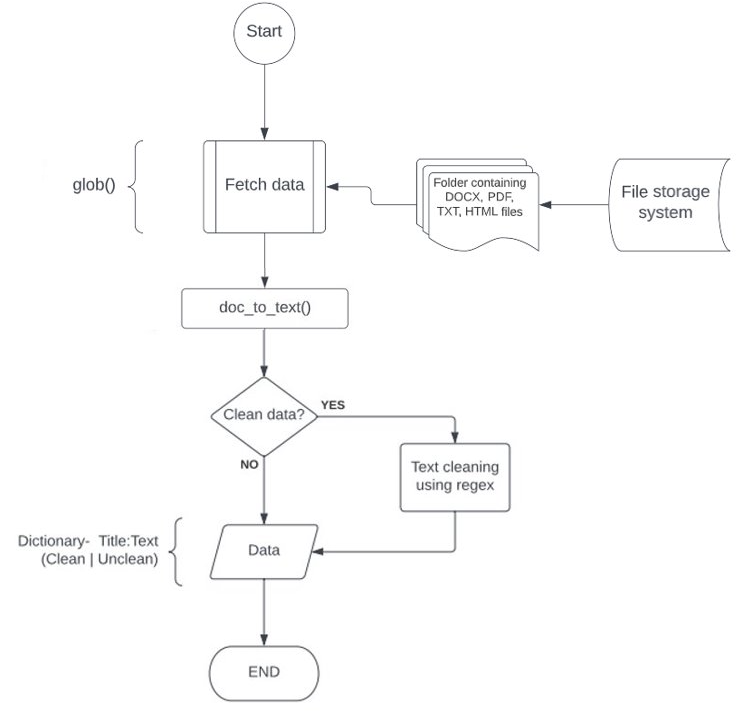 Start
glob()
Fetch data
Folder containing
DOCX, PDF,
TXT, HTML files
File storage
system
doc_to_text()
Clean data?
YES
NO
Text cleaning
using regex
Dictionary- Title:Text
(Clean | Unclean)
Data
END